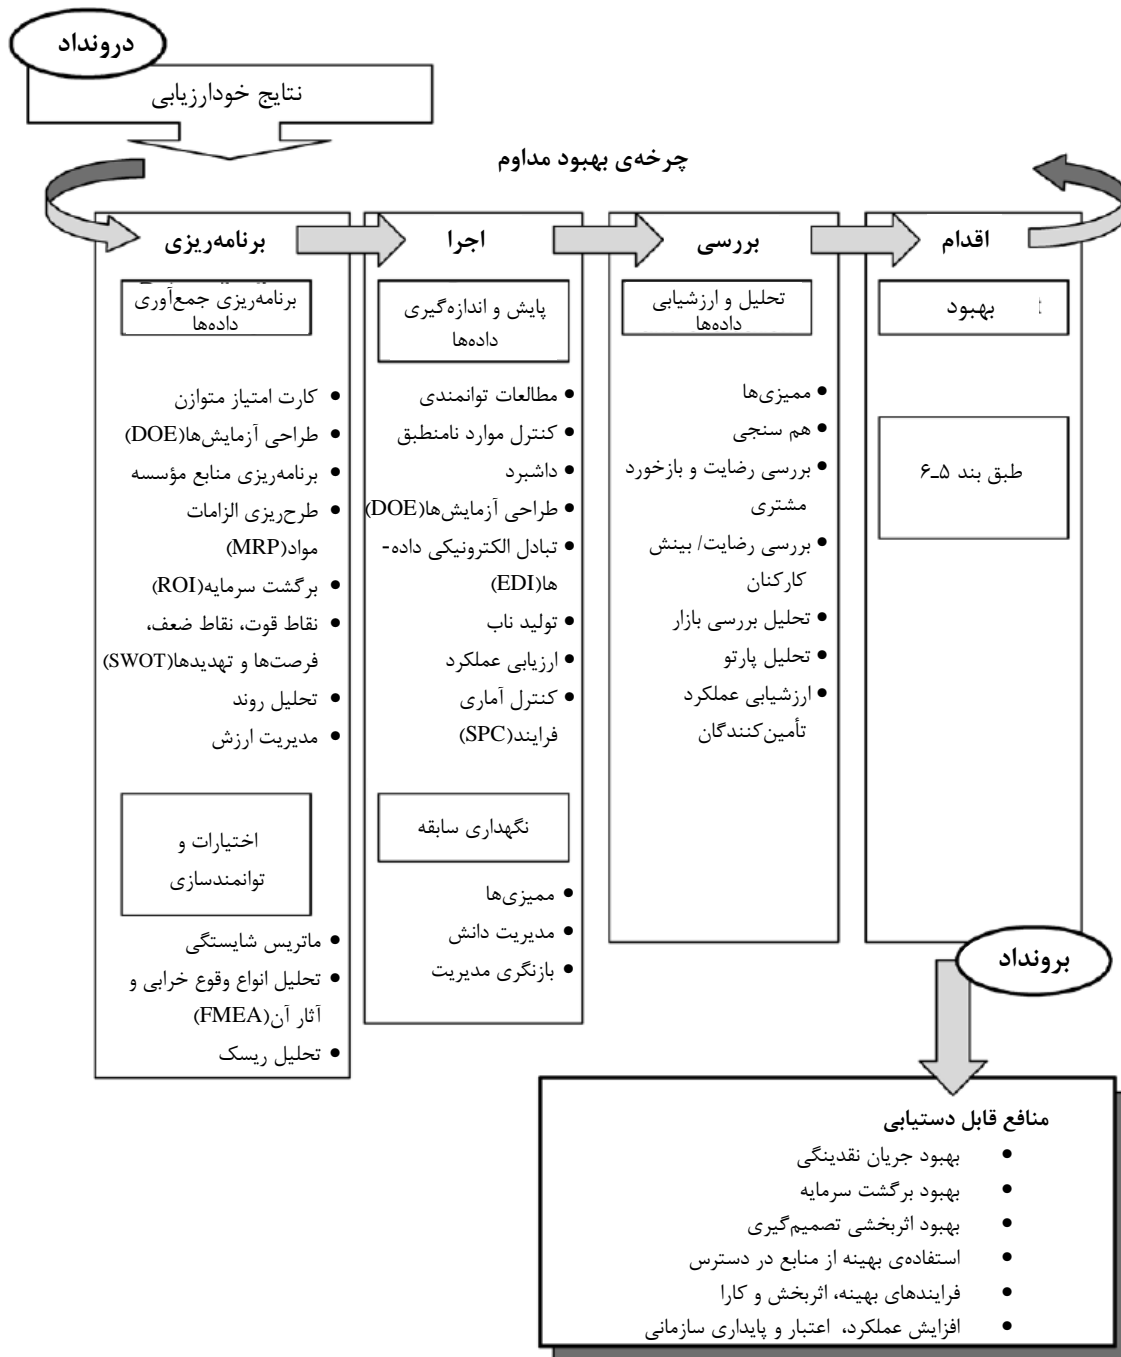 درونداد
نتایج خودارزیابی
چرخه‌ی بهبود مداوم
برنامه‌ریزی
برنامه‌ریزی جمع‌آوری
داده‌ها
• کارت امتیاز متوازن
• طراحی آزمایش‌ها(DOE)
• برنامه‌ریزی منابع مؤسسه
• طرح‌ریزی الزامات
مواد(MRP)
• برگشت سرمایه(ROI)
• نقاط قوت، نقاط ضعف،
فرصت‌ها و تهدیدها(SWOT)
• تحلیل روند
• مدیریت ارزش
اختیارات و
توانمندسازی
• ماتریس شایستگی
• تحلیل انواع وقوع خرابی و
آثار آن(FMEA)
• تحلیل ریسک
اجرا
پایش و اندازه‌گیری
داده‌ها
• مطالعات توانمندی
• کنترل موارد نامنطبق
• داشبرد
• طراحی آزمایش‌ها(DOE)
• تبادل الکترونیکی داده-
ها(EDI)
• تولید ناب
• ارزیابی عملکرد
• کنترل آماری
فرایند(SPC)
نگهداری سابقه
• ممیزی‌ها
• مدیریت دانش
• بازنگری مدیریت
بررسی
تحلیل و ارزشیابی
داده‌ها
• ممیزی‌ها
• هم سنجی
• بررسی رضایت و بازخورد
مشتری
• بررسی رضایت/ بینش
کارکنان
• تحلیل بررسی بازار
• تحلیل پارتو
• ارزشیابی عملکرد
تأمین‌کنندگان
اقدام
بهبود
طبق بند ۵ـ۶
برونداد
منافع قابل دستیابی
• بهبود جریان نقدینگی
• بهبود برگشت سرمایه
• بهبود اثربخشی تصمیم‌گیری
• استفاده‌ی بهینه از منابع در دسترس
• فرایندهای بهینه، اثربخش و کارا
• افزایش عملکرد، اعتبار و پایداری سازمانی